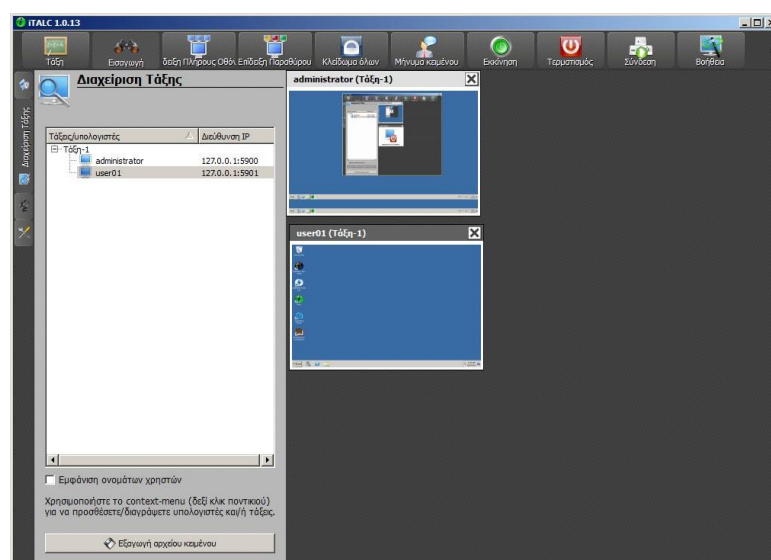 iTALC 1.0.13
Τάξη
Εισαγωγή
δειξη Πλήρους Οθόν
Επίδειξη Παραθύρου
Κλείδωμα όλων
Μήνυμα κειμένου
Εκκίνηση
Τερματισμός
Σύνδεση
Βοήθεια
Διαχείριση Τάξης
Διαχείριση Τάξης
Τάξεις/υπολογιστές Διεύθυνση IP
Τάξη-1
administrator 127.0.0.1:5900
user01 127.0.0.1:5901
Εμφάνιση ονομάτων χρηστών
Χρησιμοποιήστε το context-menu (δεξί κλικ ποντικιού)
για να προσθέσετε/διαγράψετε υπολογιστές και/ή τάξεις.
Εξαγωγή αρχείου κειμένου
administrator (Τάξη-1)
user01 (Τάξη-1)